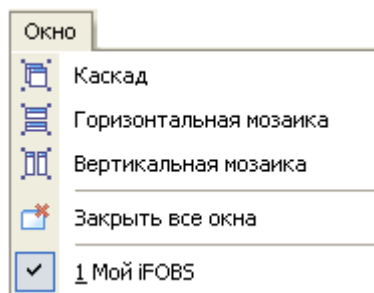 Окно
Каскад
Горизонтальная мозаика
Вертикальная мозаика
Закрыть все окна
1 Мой iFOBS